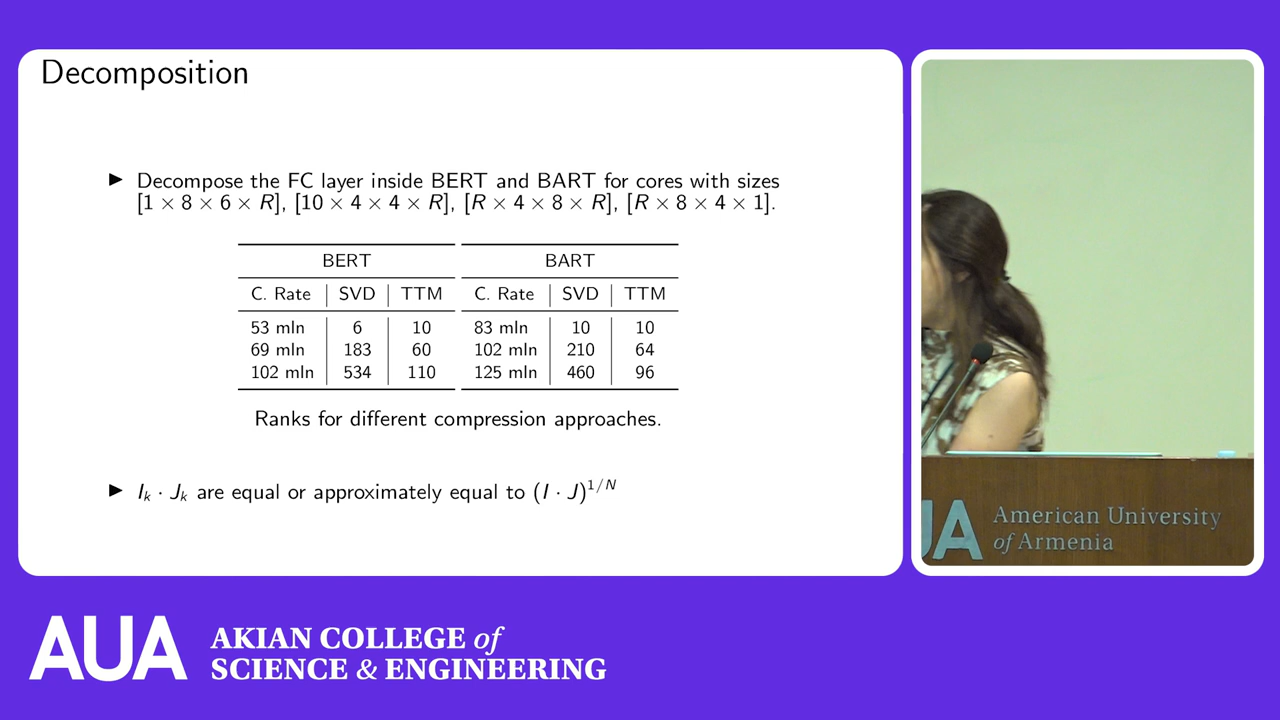 Decomposition
▶ Decompose the FC layer inside BERT and BART for cores with sizes
[1 × 8 × 6 × R], [10 × 4 × 4 × R], [R × 4 × 8 × R], [R × 8 × 4 × 1].
BERT BART
C. Rate SVD TTM C. Rate SVD TTM
53 mln 6 10 83 mln 10 10
69 mln 183 60 102 mln 210 64
102 mln 534 110 125 mln 460 96
Ranks for different compression approaches.
▶ I_k · J_k are equal or approximately equal to (I · J)^{1/N}
UA American University
of Armenia
AUA AKIAN COLLEGE of
SCIENCE & ENGINEERING